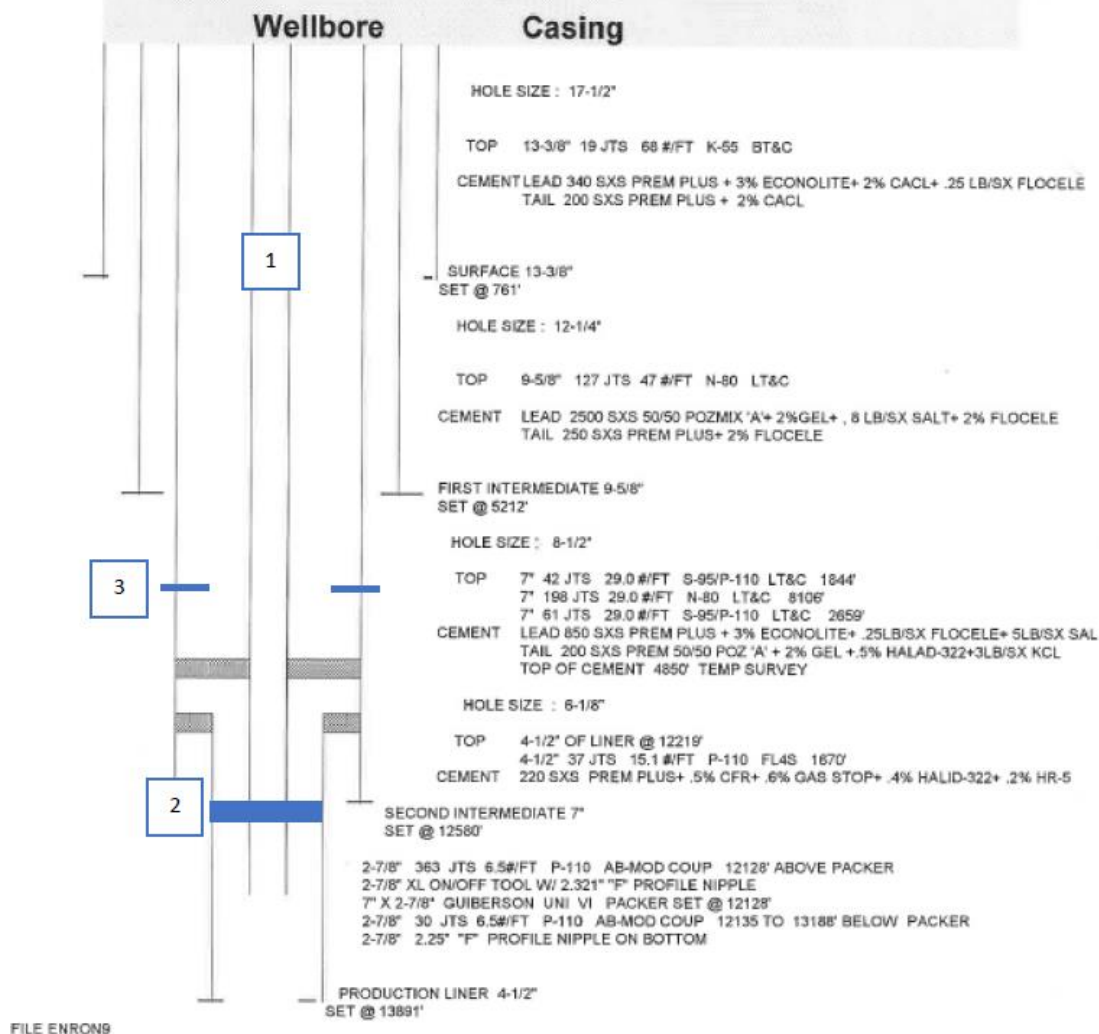 Wellbore Casing
HOLE SIZE : 17-1/2"
TOP 13-3/8" 19 JTS 68 #/FT K-55 BT&C
CEMENT LEAD 340 SXS PREM PLUS + 3% ECONOLITE+ 2% CACL+ .25 LB/SX FLOCELE
TAIL 200 SXS PREM PLUS + 2% CACL
1
SURFACE 13-3/8"
SET @ 761'
HOLE SIZE : 12-1/4"
TOP 9-5/8" 127 JTS 47 #/FT N-80 LT&C
CEMENT LEAD 2500 SXS 50/50 POZMIX 'A'+ 2%GEL+ , 8 LB/SX SALT+ 2% FLOCELE
TAIL 250 SXS PREM PLUS+ 2% FLOCELE
FIRST INTERMEDIATE 9-5/8"
SET @ 5212'
HOLE SIZE : 8-1/2"
3
TOP 7" 42 JTS 29.0 #/FT S-95/P-110 LT&C 1844'
7" 198 JTS 29.0 #/FT N-80 LT&C 8106'
7" 61 JTS 29.0 #/FT S-95/P-110 LT&C 2659'
CEMENT LEAD 850 SXS PREM PLUS + 3% ECONOLITE+ .25LB/SX FLOCELE+ 5LB/SX SAL
TAIL 200 SXS PREM 50/50 POZ 'A' + 2% GEL +.5% HALAD-322+3LB/SX KCL
TOP OF CEMENT 4850' TEMP SURVEY
HOLE SIZE : 6-1/8"
TOP 4-1/2" OF LINER @ 12219'
4-1/2" 37 JTS 15.1 #/FT P-110 FL4S 1670'
CEMENT 220 SXS PREM PLUS+ .5% CFR+ .6% GAS STOP+ .4% HALID-322+ .2% HR-5
2
SECOND INTERMEDIATE 7"
SET @ 12580'
2-7/8" 363 JTS 6.5#/FT P-110 AB-MOD COUP 12128' ABOVE PACKER
2-7/8" XL ON/OFF TOOL W/ 2.321" "F" PROFILE NIPPLE
7" X 2-7/8" GUIBERSON UNI VI PACKER SET @ 12128'
2-7/8" 30 JTS 6.5#/FT P-110 AB-MOD COUP 12135 TO 13188' BELOW PACKER
2-7/8" 2.25" "F" PROFILE NIPPLE ON BOTTOM
PRODUCTION LINER 4-1/2"
SET @ 13891'
FILE ENRON9